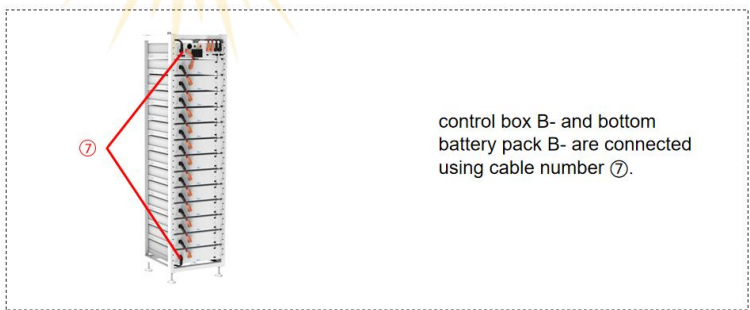 ⑦
control box B- and bottom
battery pack B- are connected
using cable number ⑦.